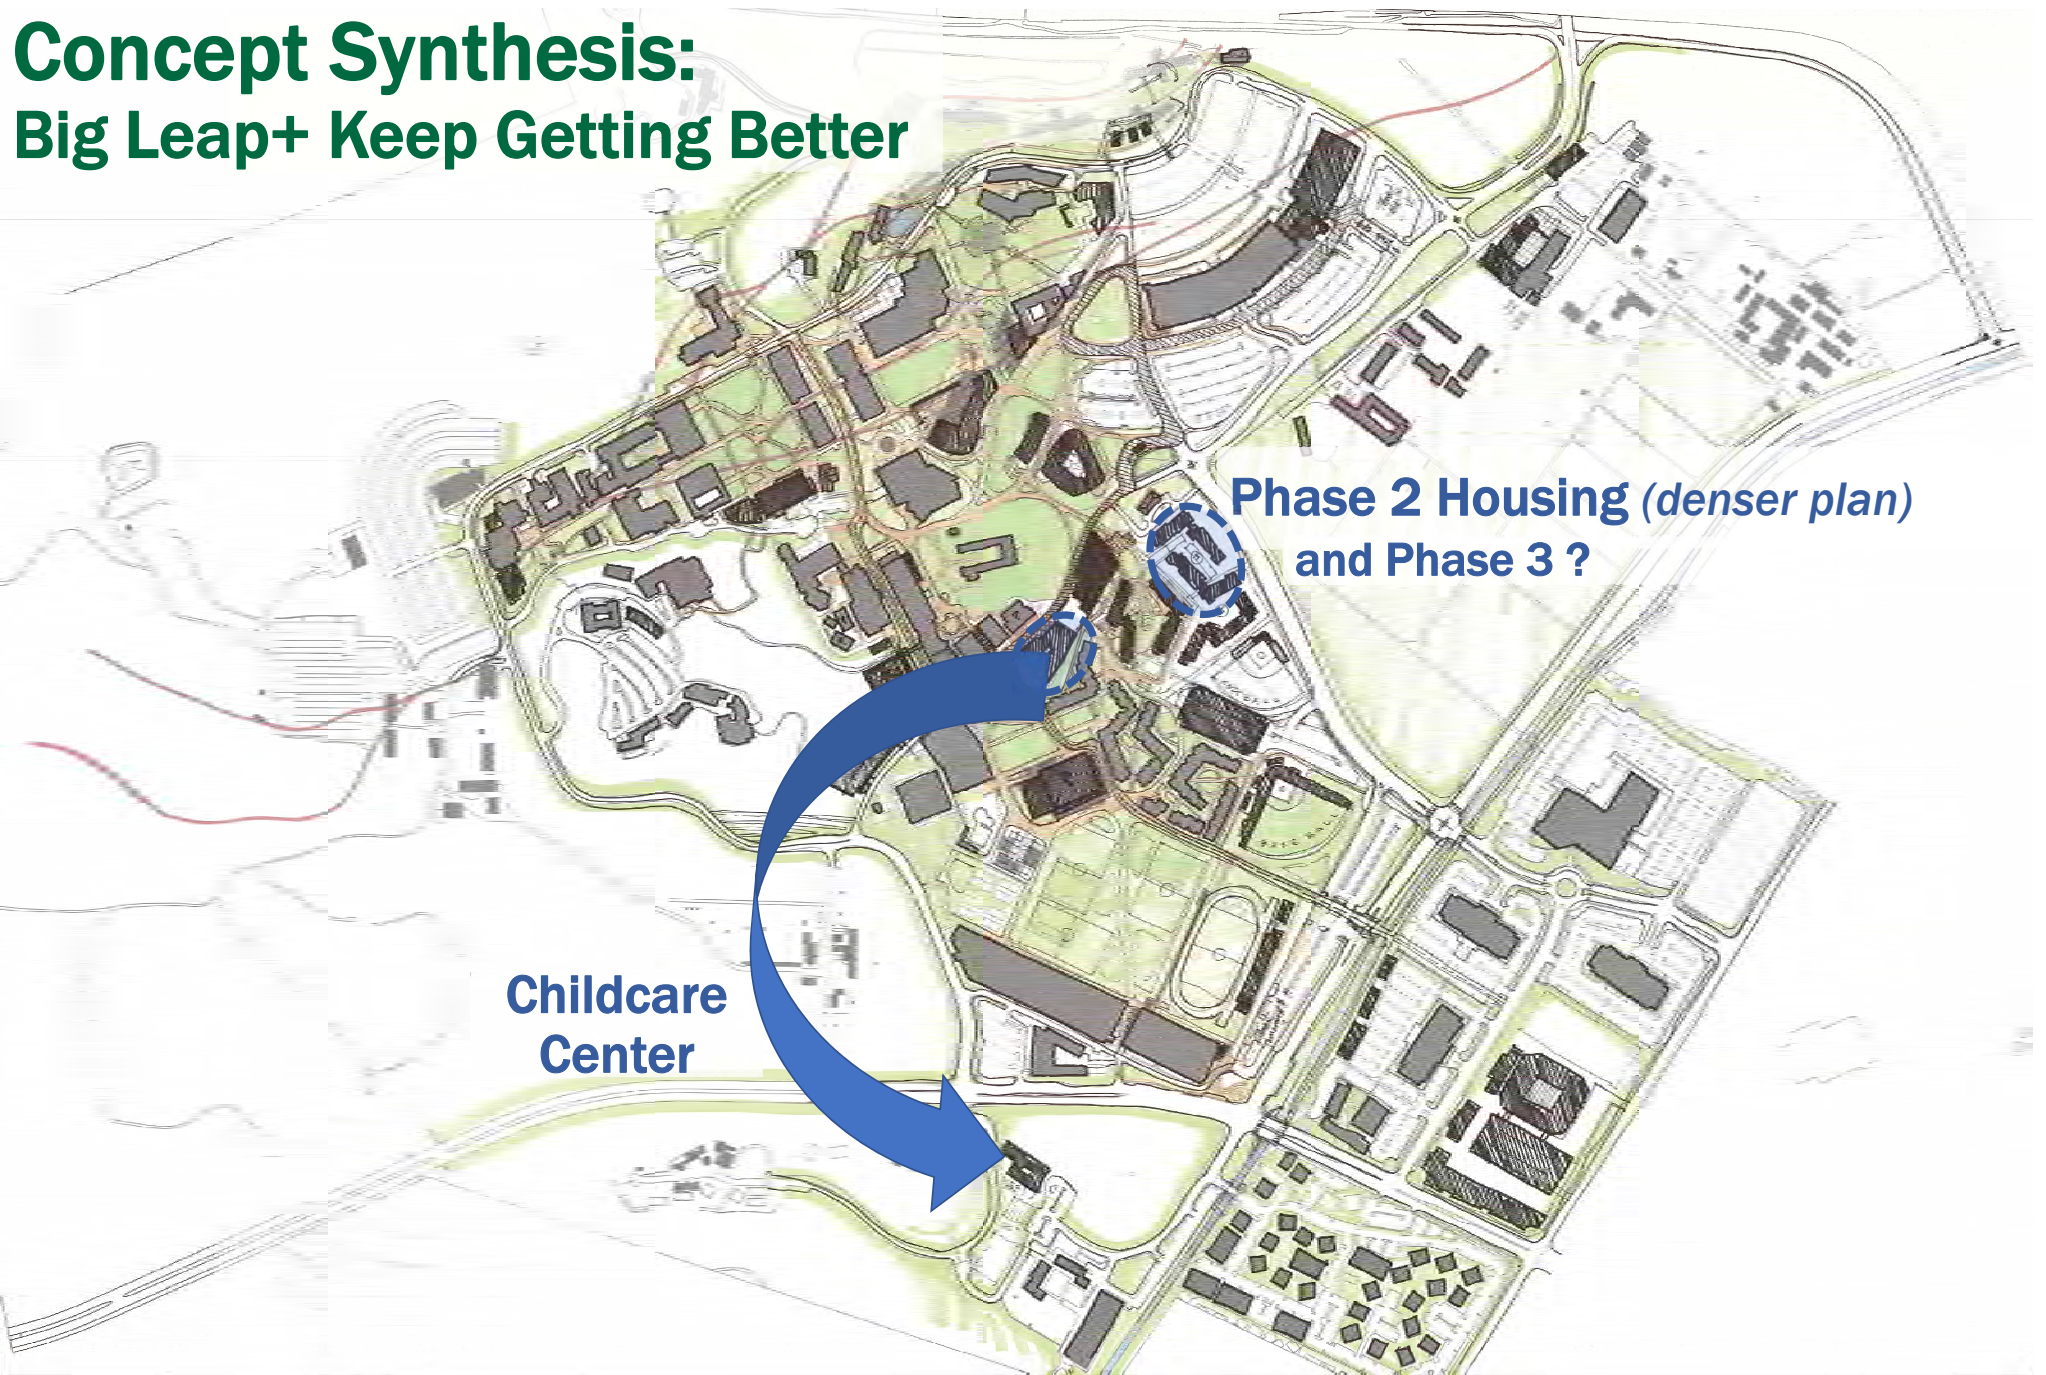 Concept Synthesis:
Big Leap+ Keep Getting Better
Phase 2 Housing (denser plan)
and Phase 3 ?
Childcare
Center